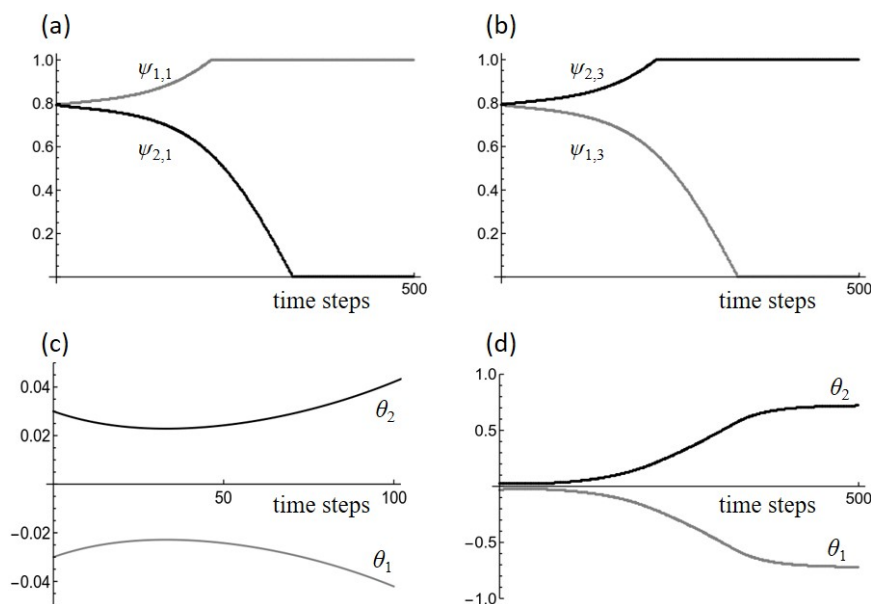 (a)
1.0
0.8
0.6
0.4
0.2
ψ1,1
ψ2,1
500
time steps
(b)
1.0
0.8
0.6
0.4
0.2
ψ2,3
ψ1,3
500
time steps
(c)
0.04
0.02
−0.02
−0.04
θ2
50
100
time steps
θ1
(d)
1.0
0.5
−0.5
−1.0
θ2
time steps
500
θ1